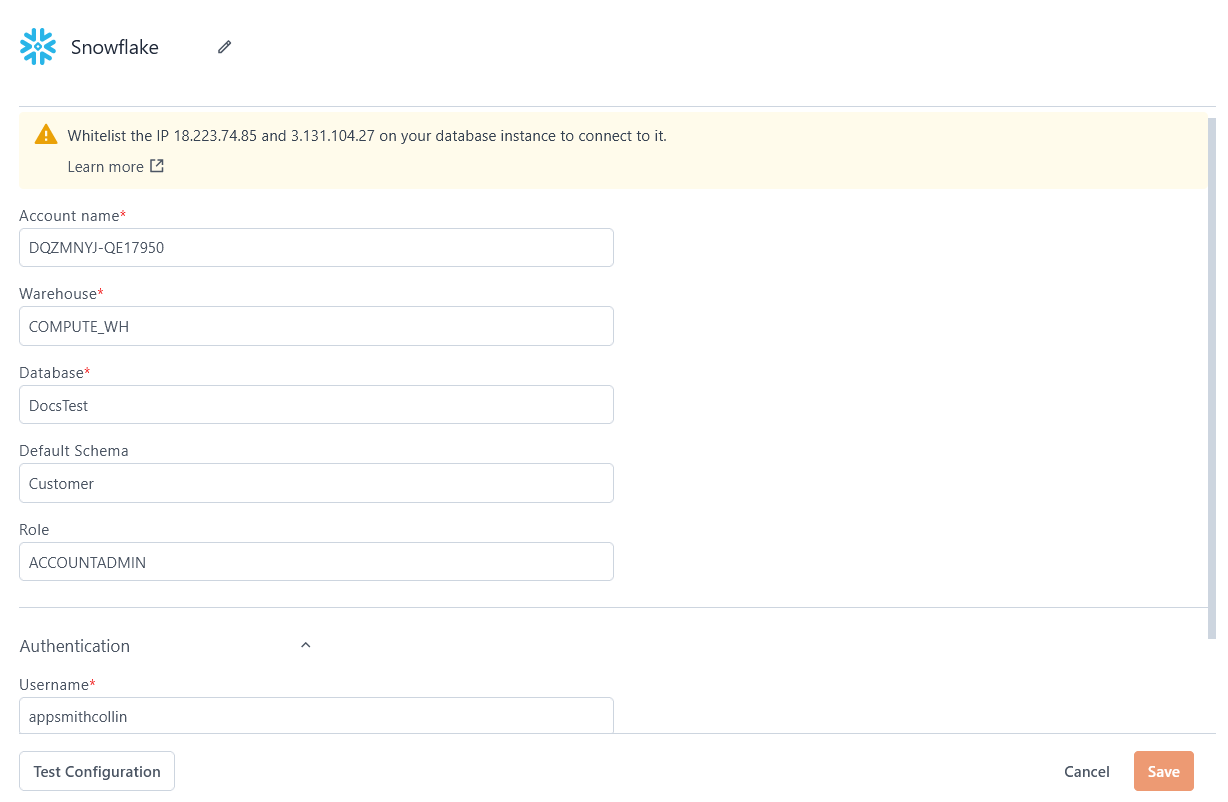 Snowflake
Whitelist the IP 18.223.74.85 and 3.131.104.27 on your database instance to connect to it.
Learn more
Account name*
DQZMNYJ-QE17950
Warehouse*
COMPUTE_WH
Database*
DocsTest
Default Schema
Customer
Role
ACCOUNTADMIN
Authentication
Username*
appsmithcollin
Test Configuration
Cancel
Save